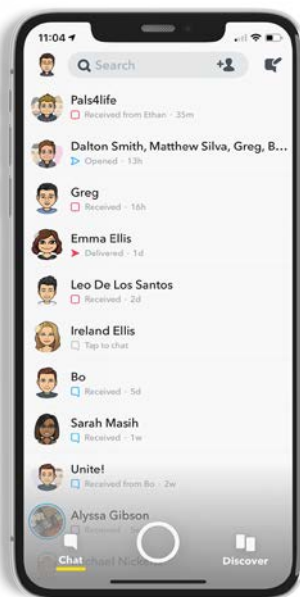 11:04
Search
Pals4life
Received from Ethan · 35m
Dalton Smith, Matthew Silva, Greg, B...
Opened · 13h
Greg
Received · 16h
Emma Ellis
Delivered · 1d
Leo De Los Santos
Received · 2d
Ireland Ellis
Tap to chat
Bo
Received · 5d
Sarah Masih
Received · 1w
Unite!
Received from Bo · 2w
Alyssa Gibson
Received
Chat
Discover